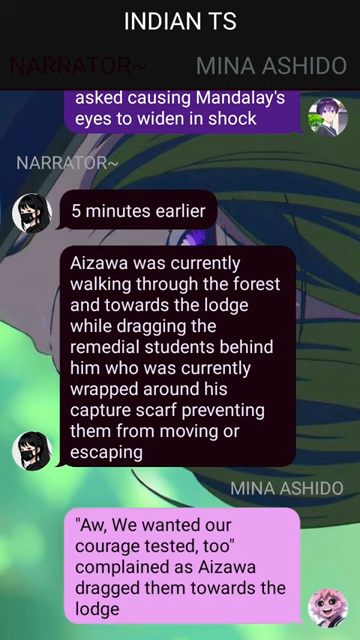 INDIAN TS
NARRATOR~
MINA ASHIDO
asked causing Mandalay's
eyes to widen in shock
NARRATOR~
5 minutes earlier
Aizawa was currently
walking through the forest
and towards the lodge
while dragging the
remedial students behind
him who was currently
wrapped around his
capture scarf preventing
them from moving or
escaping
MINA ASHIDO
"Aw, We wanted our
courage tested, too"
complained as Aizawa
dragged them towards the
lodge